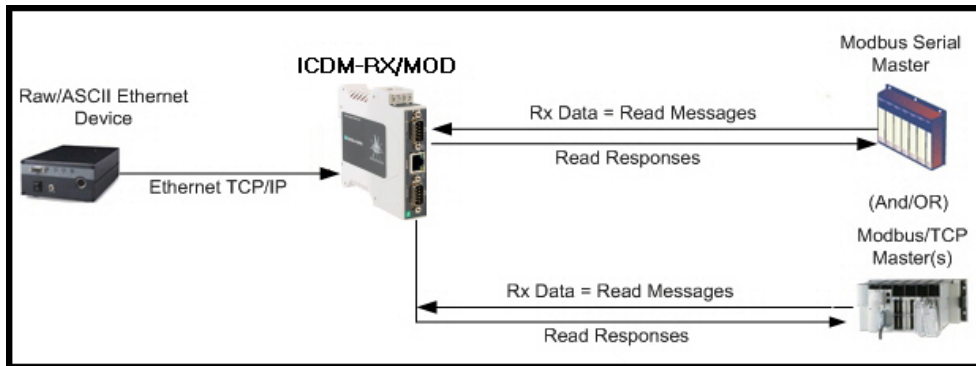 Modbus Serial
Master
ICDM-RX/MOD
Raw/ASCII Ethernet
Device
Rx Data = Read Messages
Read Responses
Ethernet TCP/IP
(And/OR)
Modbus/TCP
Master(s)
Rx Data = Read Messages
Read Responses